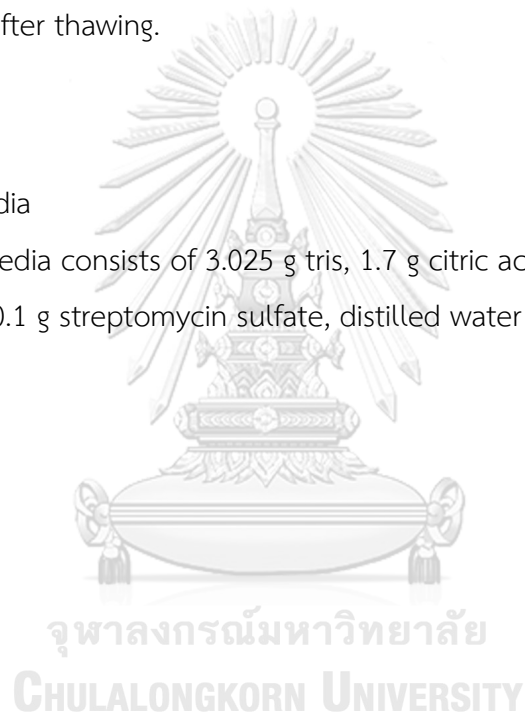 fter thawing.
dia
edia consists of 3.025 g tris, 1.7 g citric ac
0.1 g streptomycin sulfate, distilled water
จุฬาลงกรณ์มหาวิทยาลัย
CHULALONGKORN UNIVERSITY